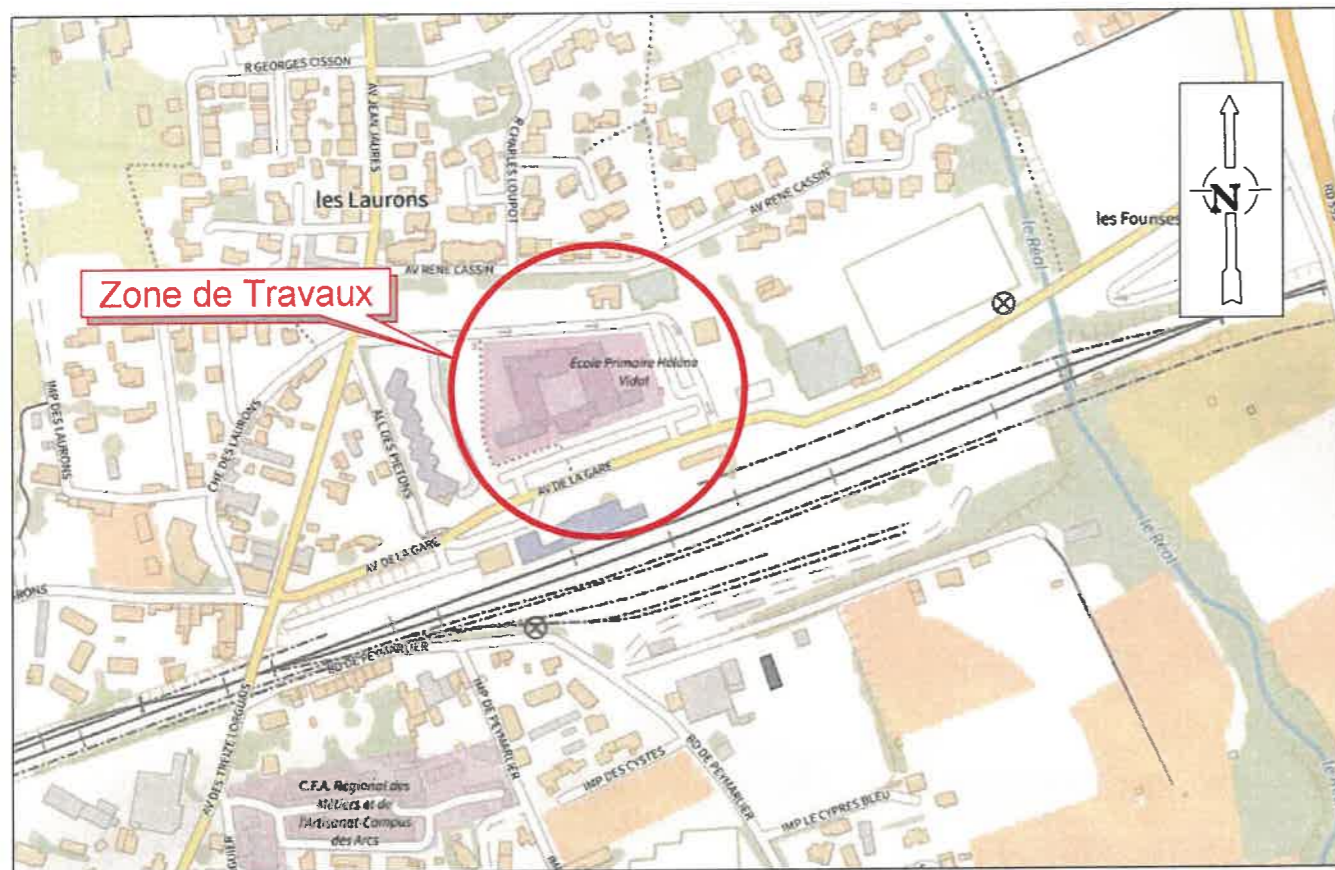 R GEORGES CISSON
AV JEAN JAURES
R CHARLES LOUPOT
les Laurons
AV RENE CASSIN
AV RENE CASSIN
les Founses
le Réal
N
Zone de Travaux
École Primaire Hélène
Vidal
IMP DES LAURONS
CHE DES LAURONS
ALL DES PIETONS
AV DE LA GARE
AV DE LA GARE
le Réal
BD DE PEYMARLIER
AV DES TREIZE LORGUAIS
IMP DE PEYMARLIER
BD DE PEYMARLIER
IMP DES CYSTES
IMP LE CYPRES BLEU
C.F.A. Régional des
Métiers et de
l'Artisanat-Campus
des Arcs